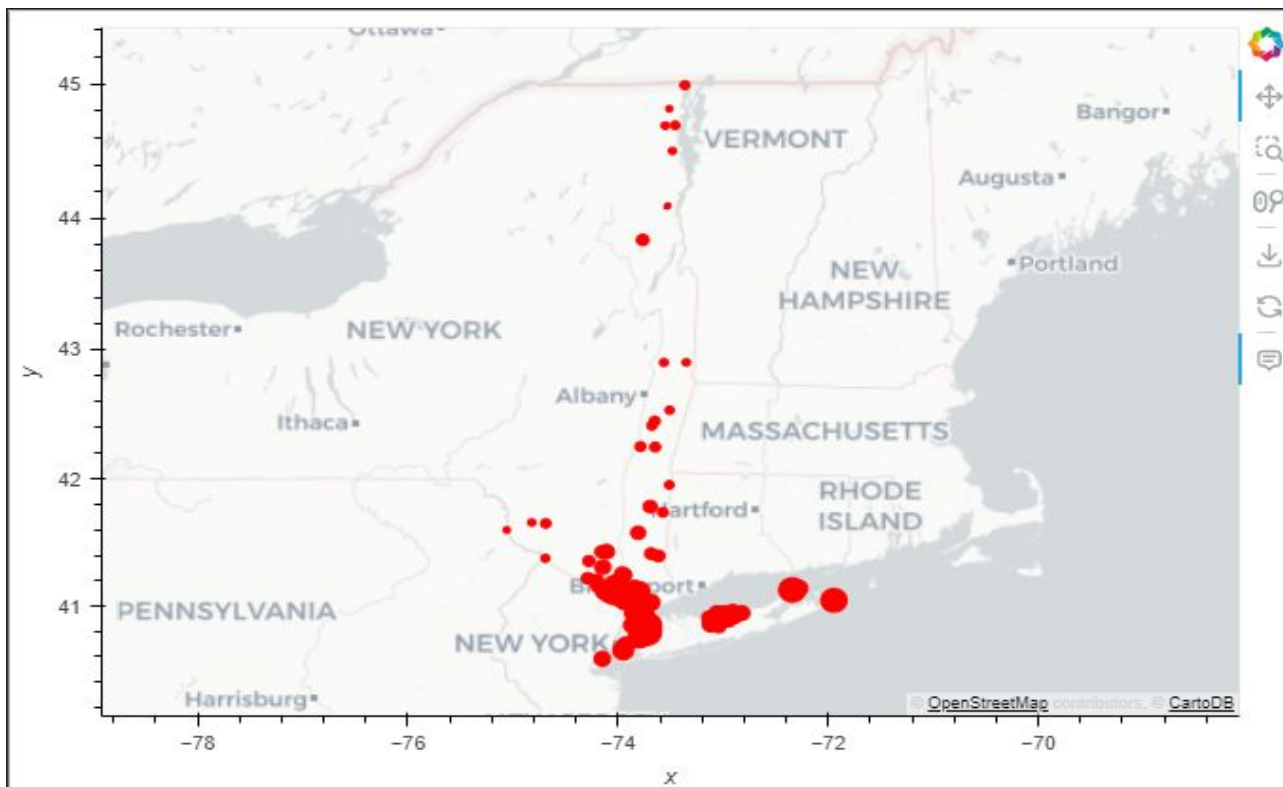 Ottawa
45
Bangor
VERMONT
Augusta
44
NEW
HAMPSHIRE
Portland
Rochester
NEW YORK
43
y
Albany
Ithaca
MASSACHUSETTS
42
RHODE
ISLAND
41
PENNSYLVANIA
NEW YORK
Harrisburg
© OpenStreetMap contributors, © CartoDB
−78
−76
−74
−72
−70
x